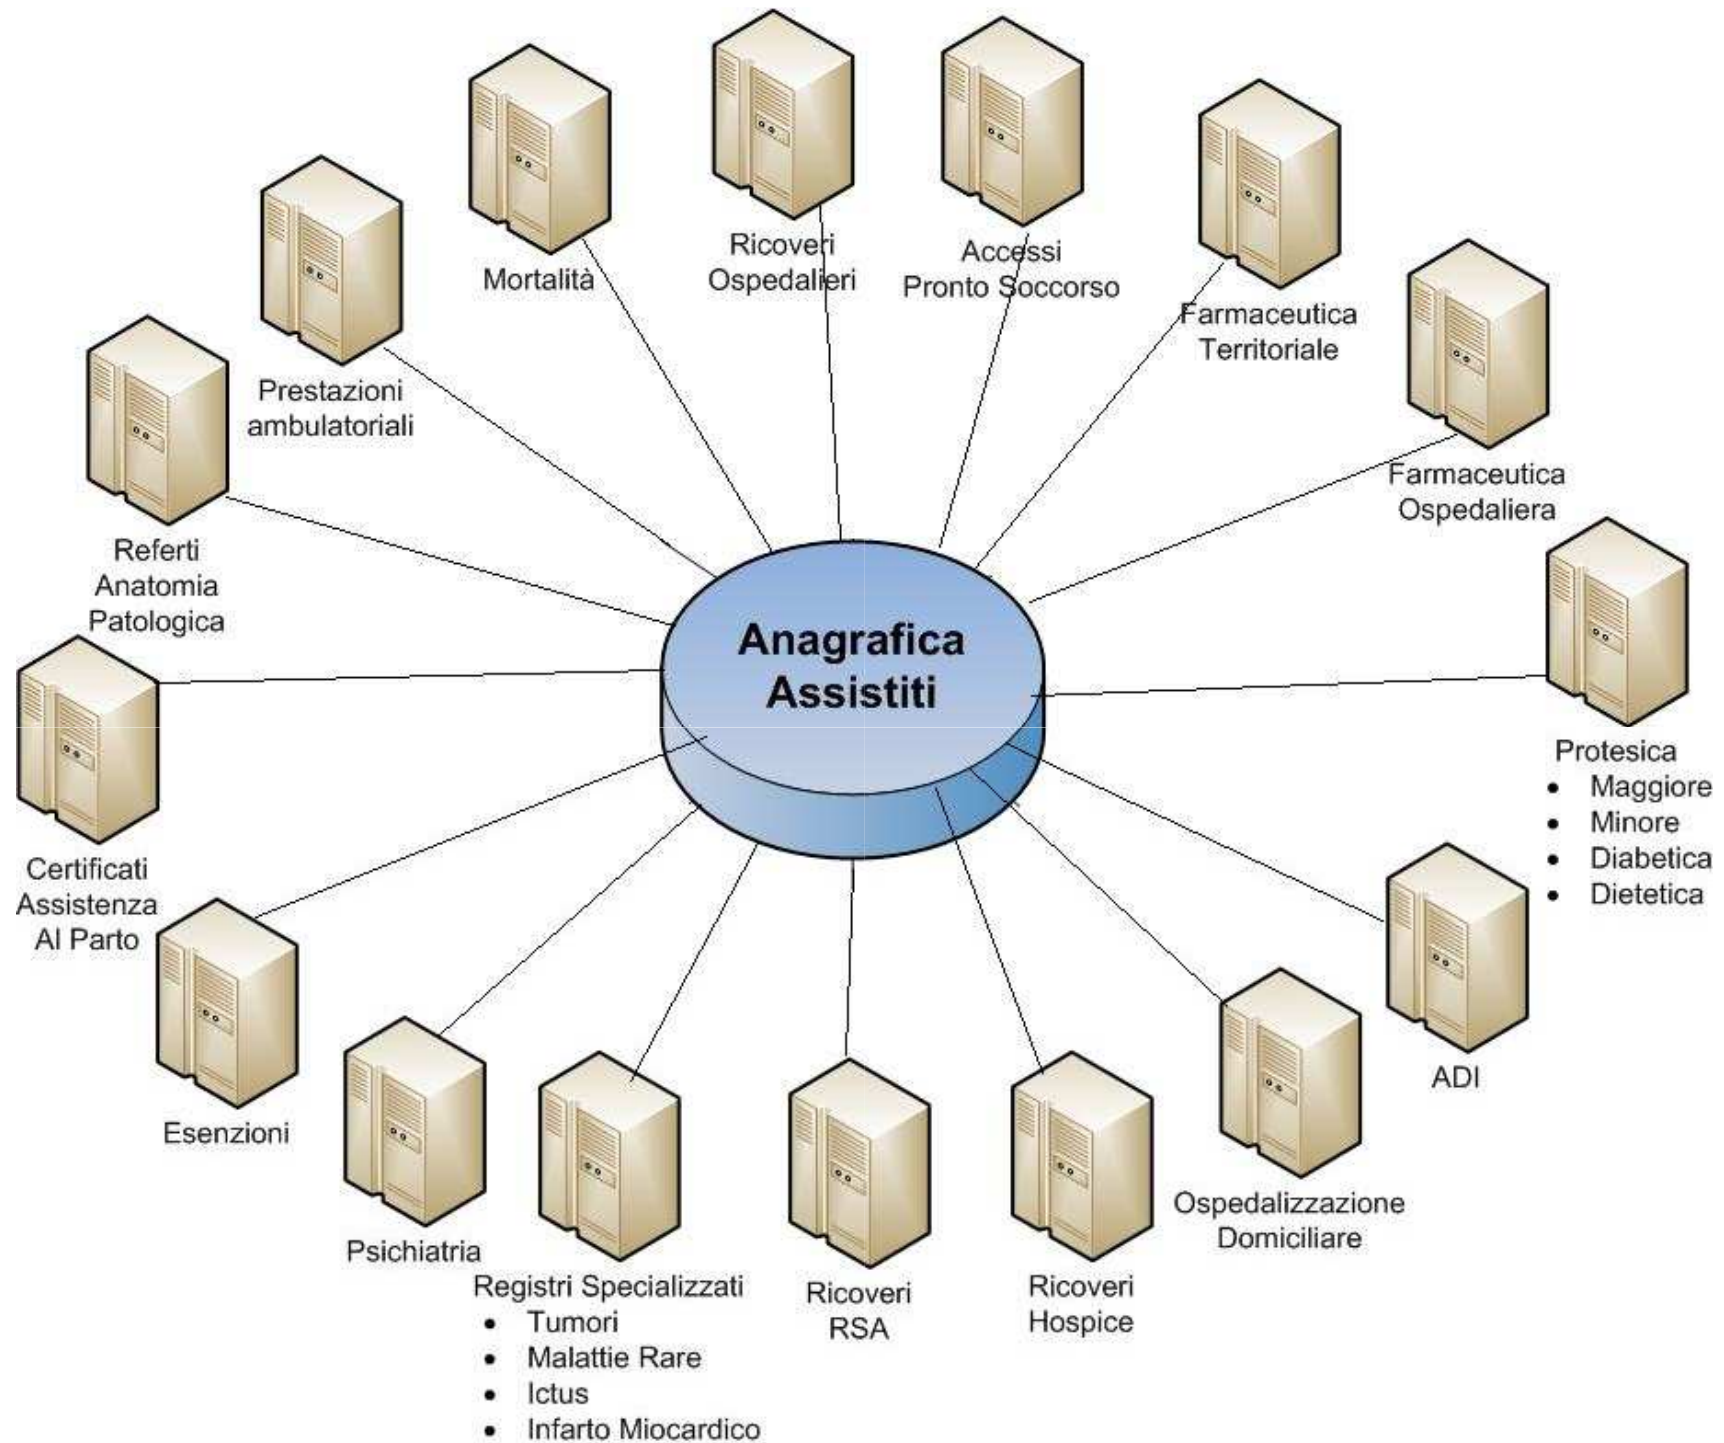 Ricoveri
Ospedalieri
Accessi
Pronto Soccorso
Mortalità
Farmaceutica
Territoriale
Prestazioni
ambulatoriali
Farmaceutica
Ospedaliera
Referti
Anatomia
Patologica
Anagrafica
Assistiti
Protesica
• Maggiore
• Minore
• Diabetica
• Dietetica
Certificati
Assistenza
Al Parto
ADI
Esenzioni
Ospedalizzazione
Domiciliare
Psichiatria
Registri Specializzati
• Tumori
• Malattie Rare
• Ictus
• Infarto Miocardico
Ricoveri
RSA
Ricoveri
Hospice